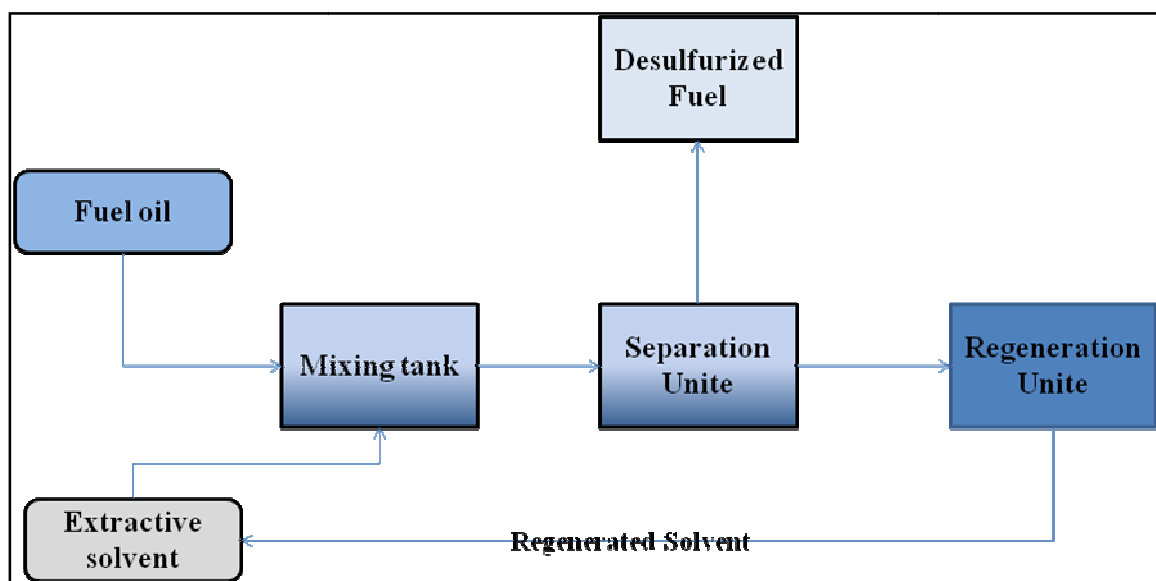 Desulfurized
Fuel
Fuel oil
Mixing tank
Separation
Unite
Regeneration
Unite
Extractive
solvent
Regenerated Solvent